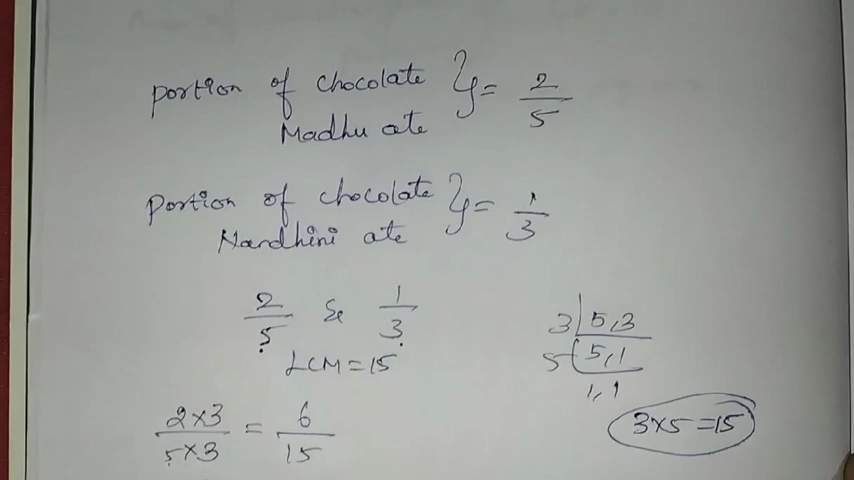 portion of chocolate } = 2/5
Madhu ate
portion of chocolate } = 1/3
Nandhini ate
2/5 & 1/3
LCM = 15
3 | 5, 3
5 | 5, 1
1, 1
2×3/5×3 = 6/15
3×5 = 15